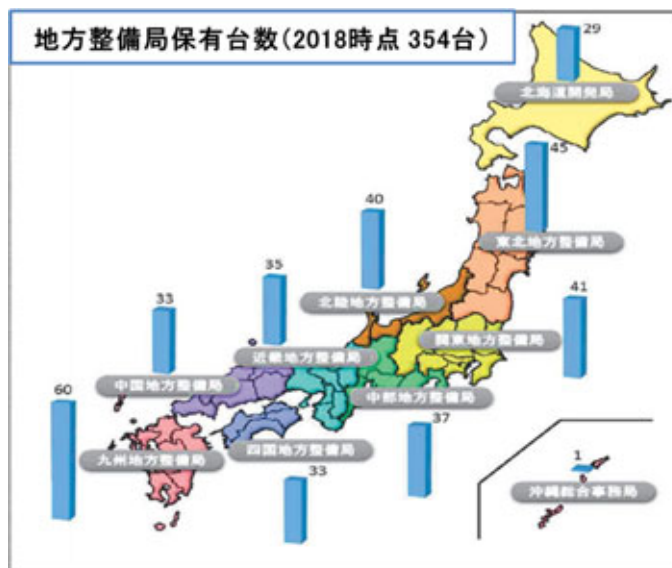 地方整備局保有台数（2018時点 354台）
29
北海道開発局
45
東北地方整備局
40
北陸地方整備局
35
近畿地方整備局
41
関東地方整備局
33
中国地方整備局
37
中部地方整備局
60
九州地方整備局
33
四国地方整備局
1
沖縄総合事務局